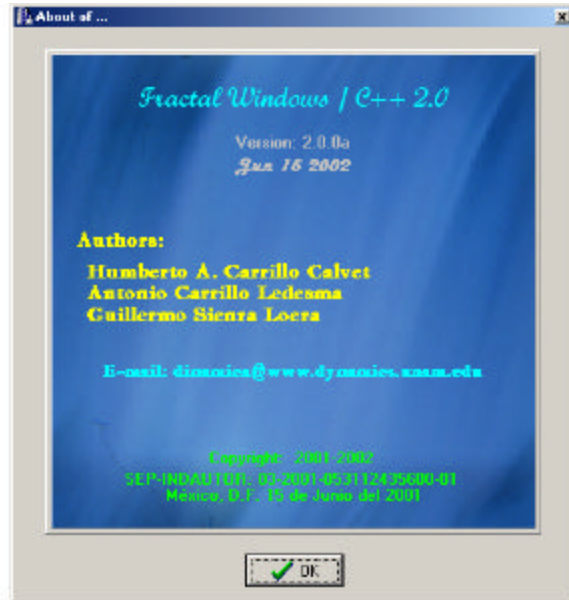 About of ...
Fractal Windows / C++ 2.0
Version: 2.0.0a
Jun 15 2002
Authors:
Humberto A. Carrillo Calvet
Antonio Carrillo Ledesma
Guillermo Sienra Loera
E-mail: dinamica@www.dynamics.unam.edu
Copyright 2001-2002
SEP-INDAUTOR: 03-2001-053112435600-01
México, D.F. 15 de Junio del 2001
OK